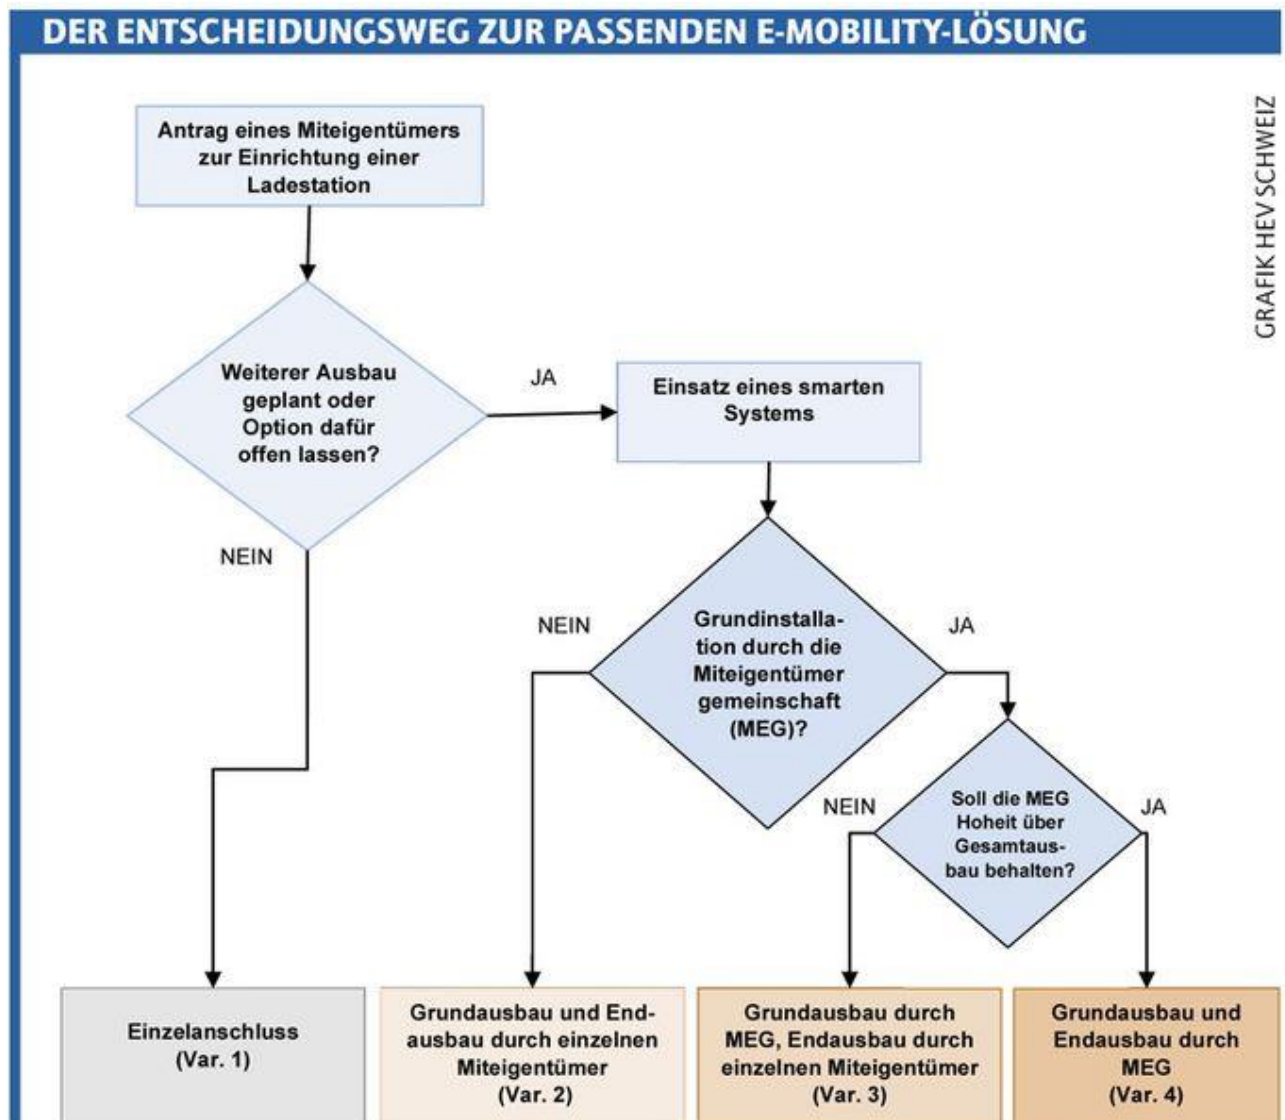 DER ENTSCHEIDUNGSWEG ZUR PASSENDEN E-MOBILITY-LÖSUNG
GRAFIK HEV SCHWEIZ
Antrag eines Miteigentümers
zur Einrichtung einer
Ladestation
Weiterer Ausbau
geplant oder
Option dafür
offen lassen?
JA
Einsatz eines smarten
Systems
NEIN
Grundinstalla-
tion durch die
Miteigentümer
gemeinschaft
(MEG)?
NEIN
JA
Soll die MEG
Hoheit über
Gesamtaus-
bau behalten?
NEIN
JA
Einzelanschluss
(Var. 1)
Grundausbau und End-
ausbau durch einzelnen
Miteigentümer
(Var. 2)
Grundausbau durch
MEG, Endausbau durch
einzelnen Miteigentümer
(Var. 3)
Grundausbau und
Endausbau durch
MEG
(Var. 4)